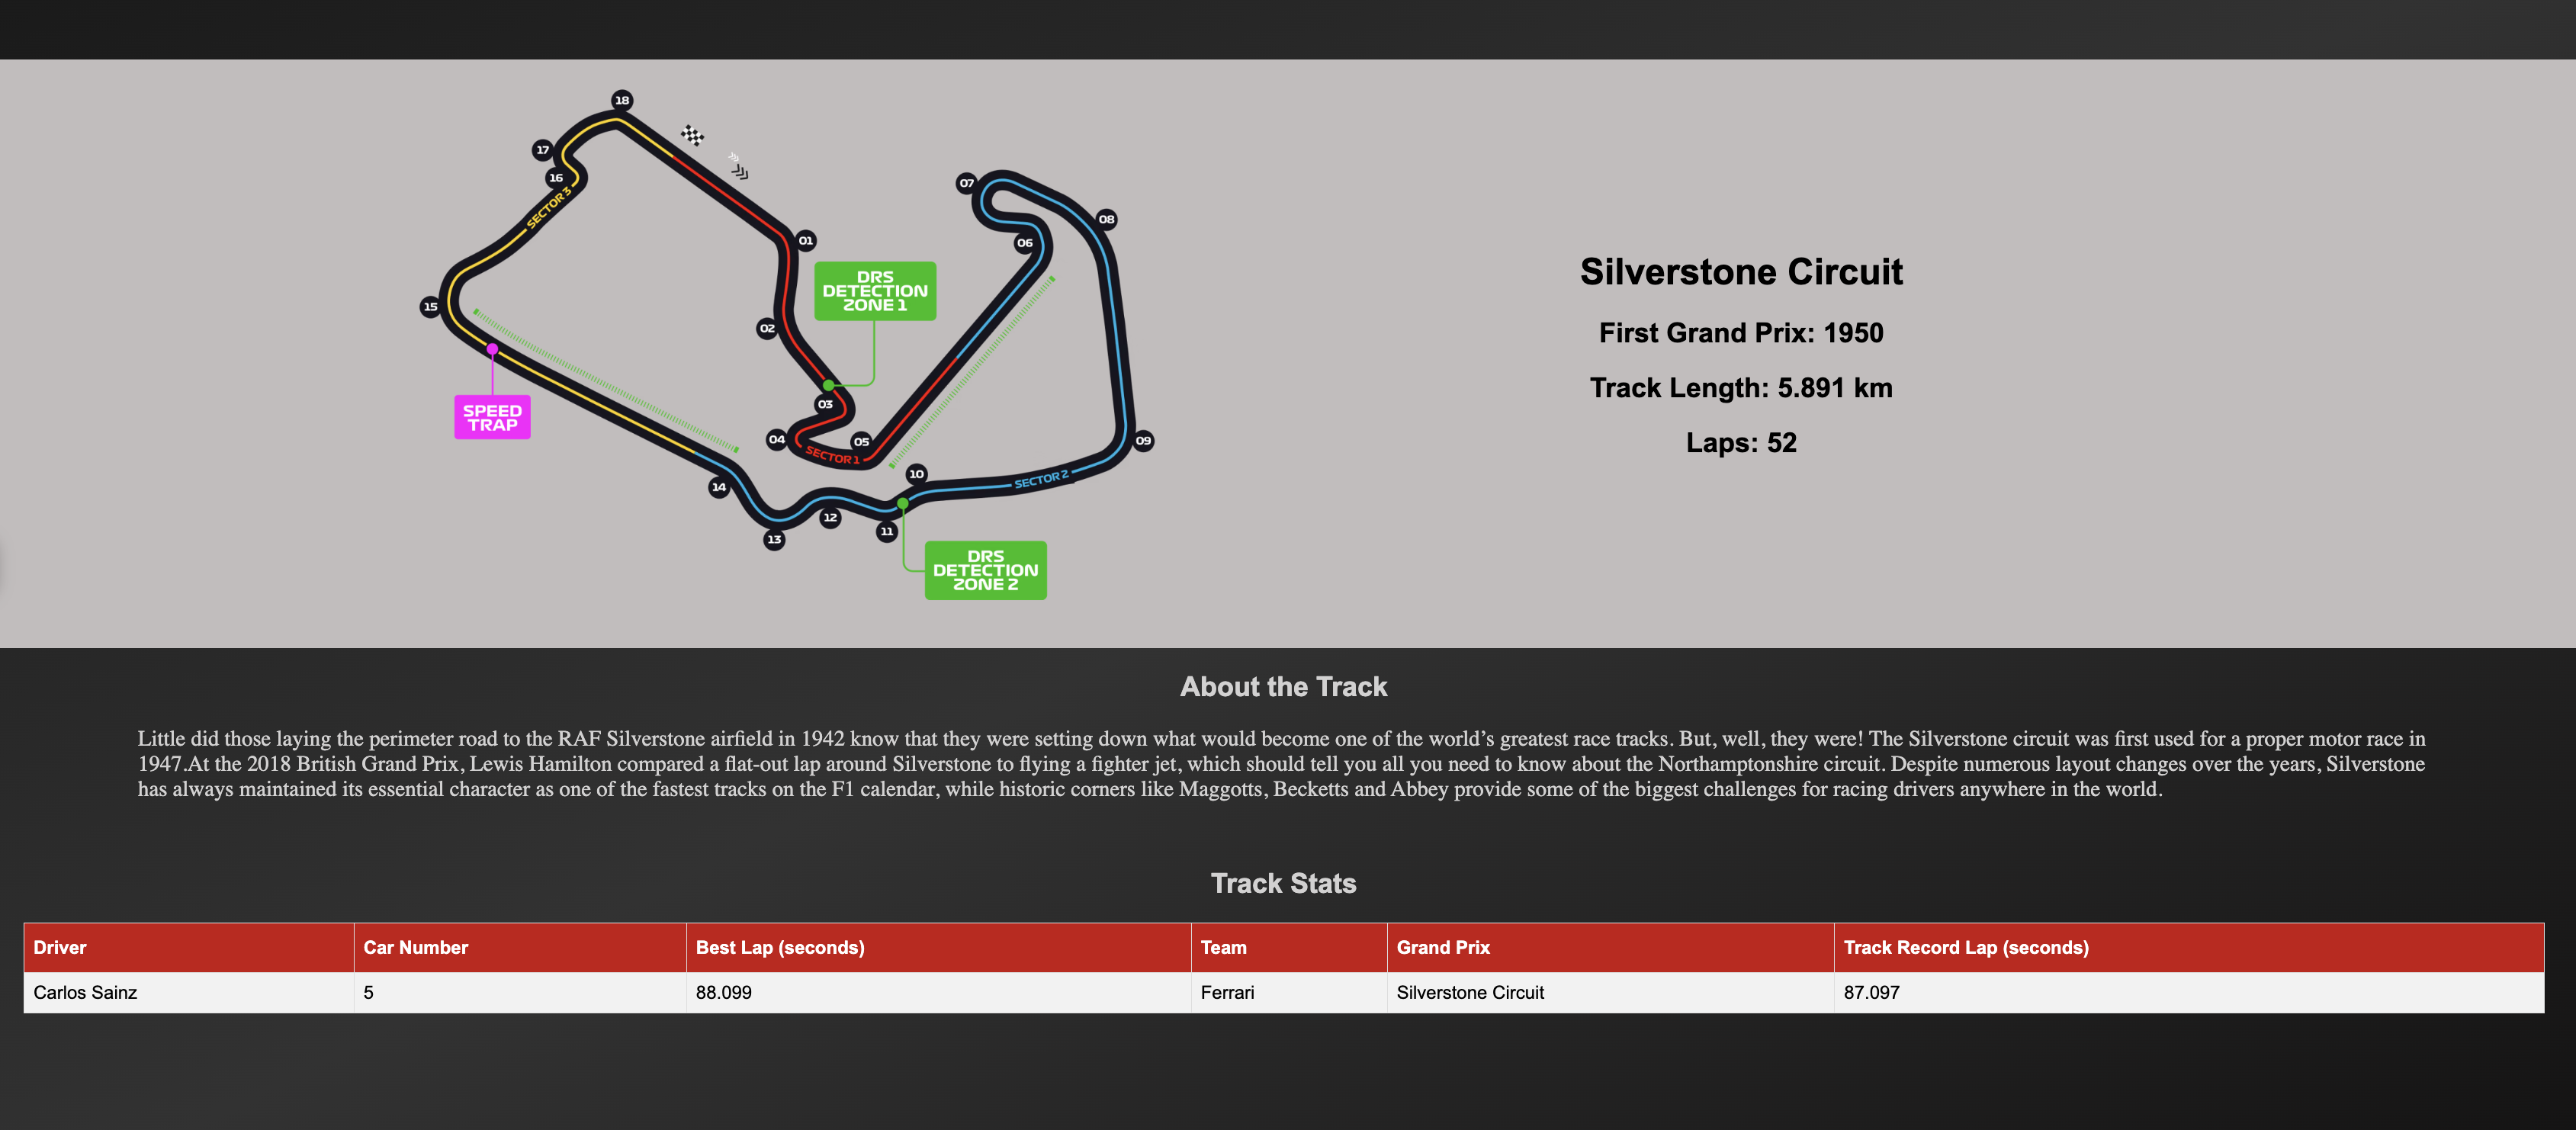 18
17
16
SECTOR 3
15
01
02
DRS
DETECTION
ZONE 1
03
04
05
SECTOR 1
07
06
08
09
SPEED
TRAP
14
13
12
11
10
SECTOR 2
DRS
DETECTION
ZONE 2
Silverstone Circuit
First Grand Prix: 1950
Track Length: 5.891 km
Laps: 52
About the Track
Little did those laying the perimeter road to the RAF Silverstone airfield in 1942 know that they were setting down what would become one of the world’s greatest race tracks. But, well, they were! The Silverstone circuit was first used for a proper motor race in
1947.At the 2018 British Grand Prix, Lewis Hamilton compared a flat-out lap around Silverstone to flying a fighter jet, which should tell you all you need to know about the Northamptonshire circuit. Despite numerous layout changes over the years, Silverstone
has always maintained its essential character as one of the fastest tracks on the F1 calendar, while historic corners like Maggotts, Becketts and Abbey provide some of the biggest challenges for racing drivers anywhere in the world.
Track Stats
Driver Car Number Best Lap (seconds) Team Grand Prix Track Record Lap (seconds)
Carlos Sainz 5 88.099 Ferrari Silverstone Circuit 87.097